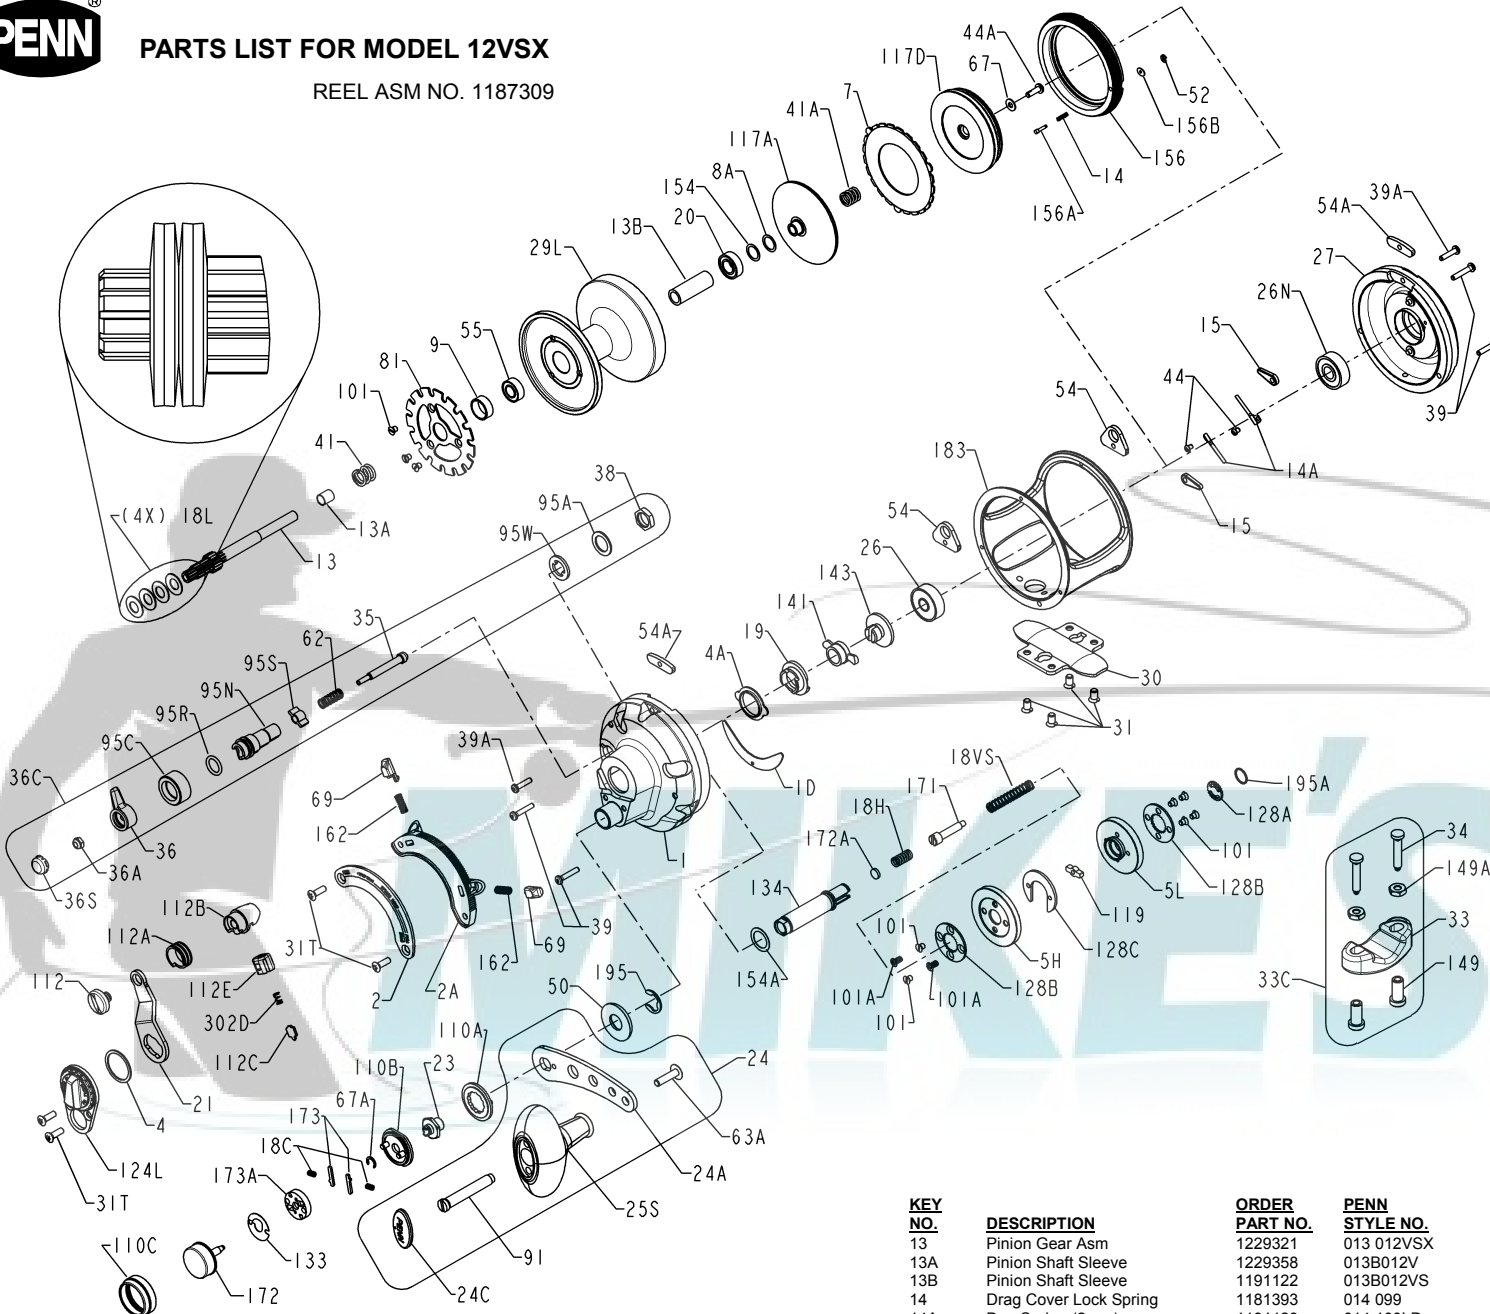 PENN®
PARTS LIST FOR MODEL 12VSX
REEL ASM NO. 1187309
44A
117D
67
52
7
156B
41A
156
117A
14
8A
156A
154
39A
20
54A
13B
27
29L
26N
55
15
9
81
44
39
101
54
41
183
14A
38
95A
(4X) 18L
13A
95W
54
15
13
26
143
141
35
62
54A
19
95S
4A
30
95N
95R
31
95C
39A
18VS
36C
1D
171
195A
69
18H
128A
34
162
172A
36
1
101
149A
36A
134
5L
128B
36S
112B
119
33
112A
39
101
69
128C
31T
162
5H
149
112
112E
195
154A
33C
2
2A
50
101A
101A
128B
302D
101
110A
24
112C
110B
23
21
67A
4
173
63A
18C
24A
124L
173A
25S
31T
133
91
110C
172
24C
MIKE'S
KEY NO. DESCRIPTION ORDER PART NO. PENN STYLE NO.
13 Pinion Gear Asm 1229321 013 012VSX
13A Pinion Shaft Sleeve 1229358 013B012V
13B Pinion Shaft Sleeve 1191122 013B012VS
14 Drag Cover Lock Spring 1181393 014 099